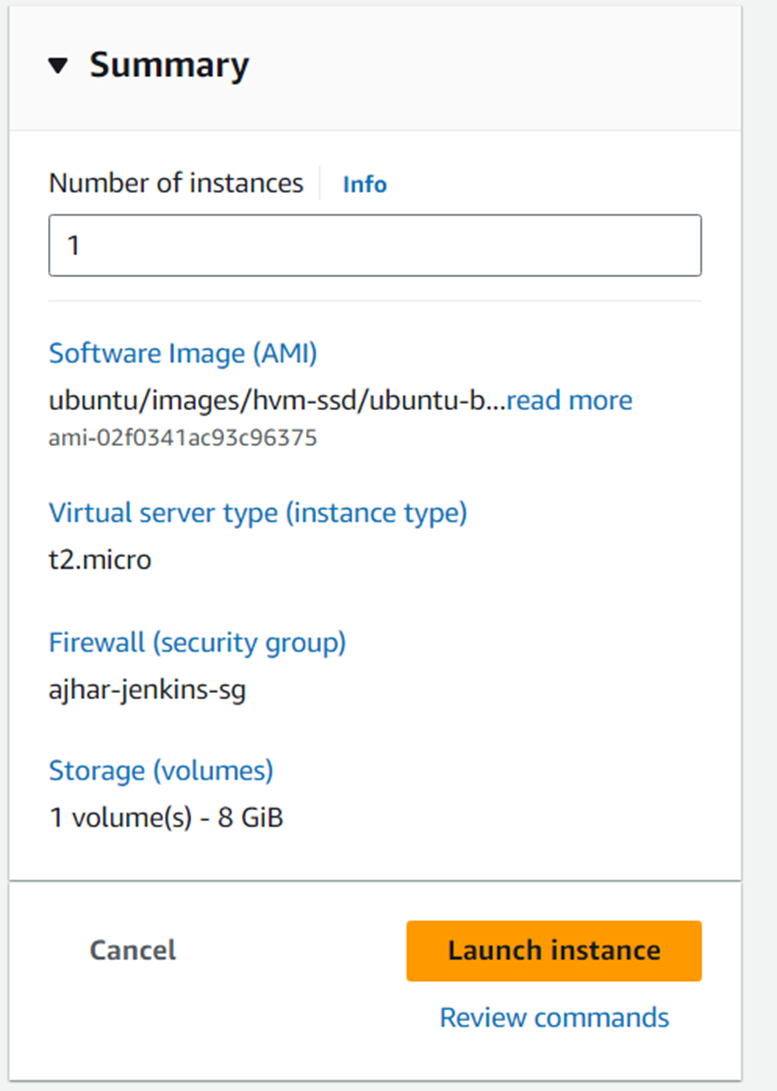 Summary
Number of instances Info
1
Software Image (AMI)
ubuntu/images/hvm-ssd/ubuntu-b...read more
ami-02f0341ac93c96375
Virtual server type (instance type)
t2.micro
Firewall (security group)
ajhar-jenkins-sg
Storage (volumes)
1 volume(s) - 8 GiB
Cancel Launch instance
Review commands